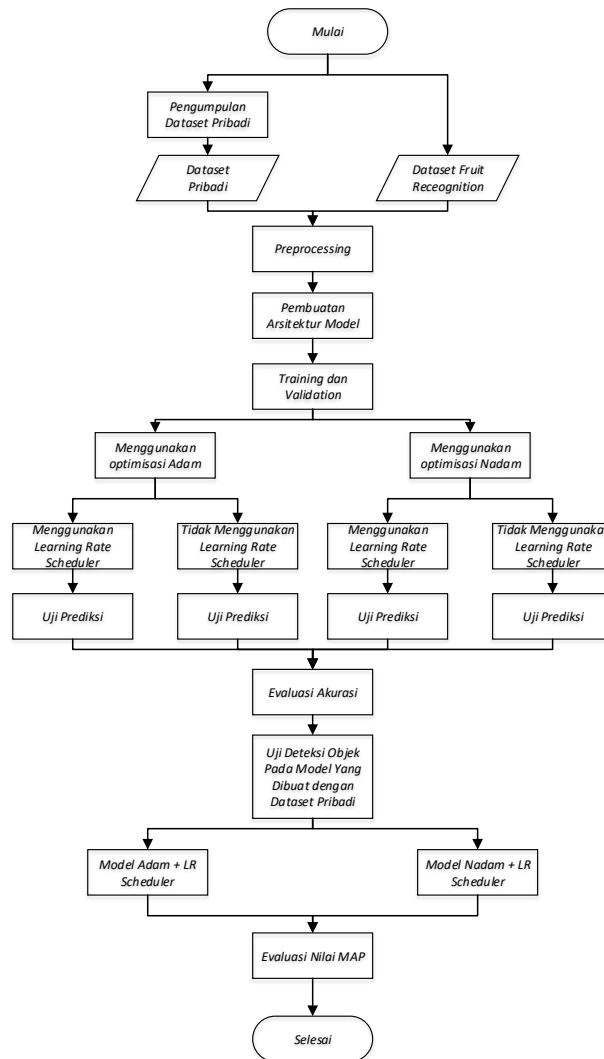 Mulai
Pengumpulan
Dataset Pribadi
Dataset
Pribadi
Dataset Fruit
Receognition
Preprocessing
Pembuatan
Arsitektur Model
Training dan
Validation
Menggunakan
optimisasi Adam
Menggunakan
optimisasi Nadam
Menggunakan
Learning Rate
Scheduler
Tidak Menggunakan
Learning Rate
Scheduler
Menggunakan
Learning Rate
Scheduler
Tidak Menggunakan
Learning Rate
Scheduler
Uji Prediksi
Uji Prediksi
Uji Prediksi
Uji Prediksi
Evaluasi Akurasi
Uji Deteksi Objek
Pada Model Yang
Dibuat dengan
Dataset Pribadi
Model Adam + LR
Scheduler
Model Nadam + LR
Scheduler
Evaluasi Nilai MAP
Selesai